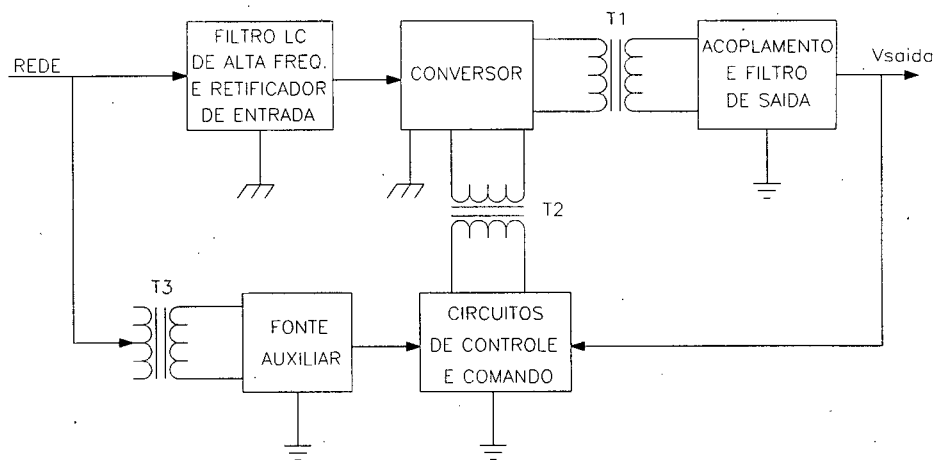 REDE
FILTRO LC
DE ALTA FREQ.
E RETIFICADOR
DE ENTRADA
CONVERSOR
T1
ACOPLAMENTO
E FILTRO
DE SAIDA
Vsaida
T2
T3
FONTE
AUXILIAR
CIRCUITOS
DE CONTROLE
E COMANDO